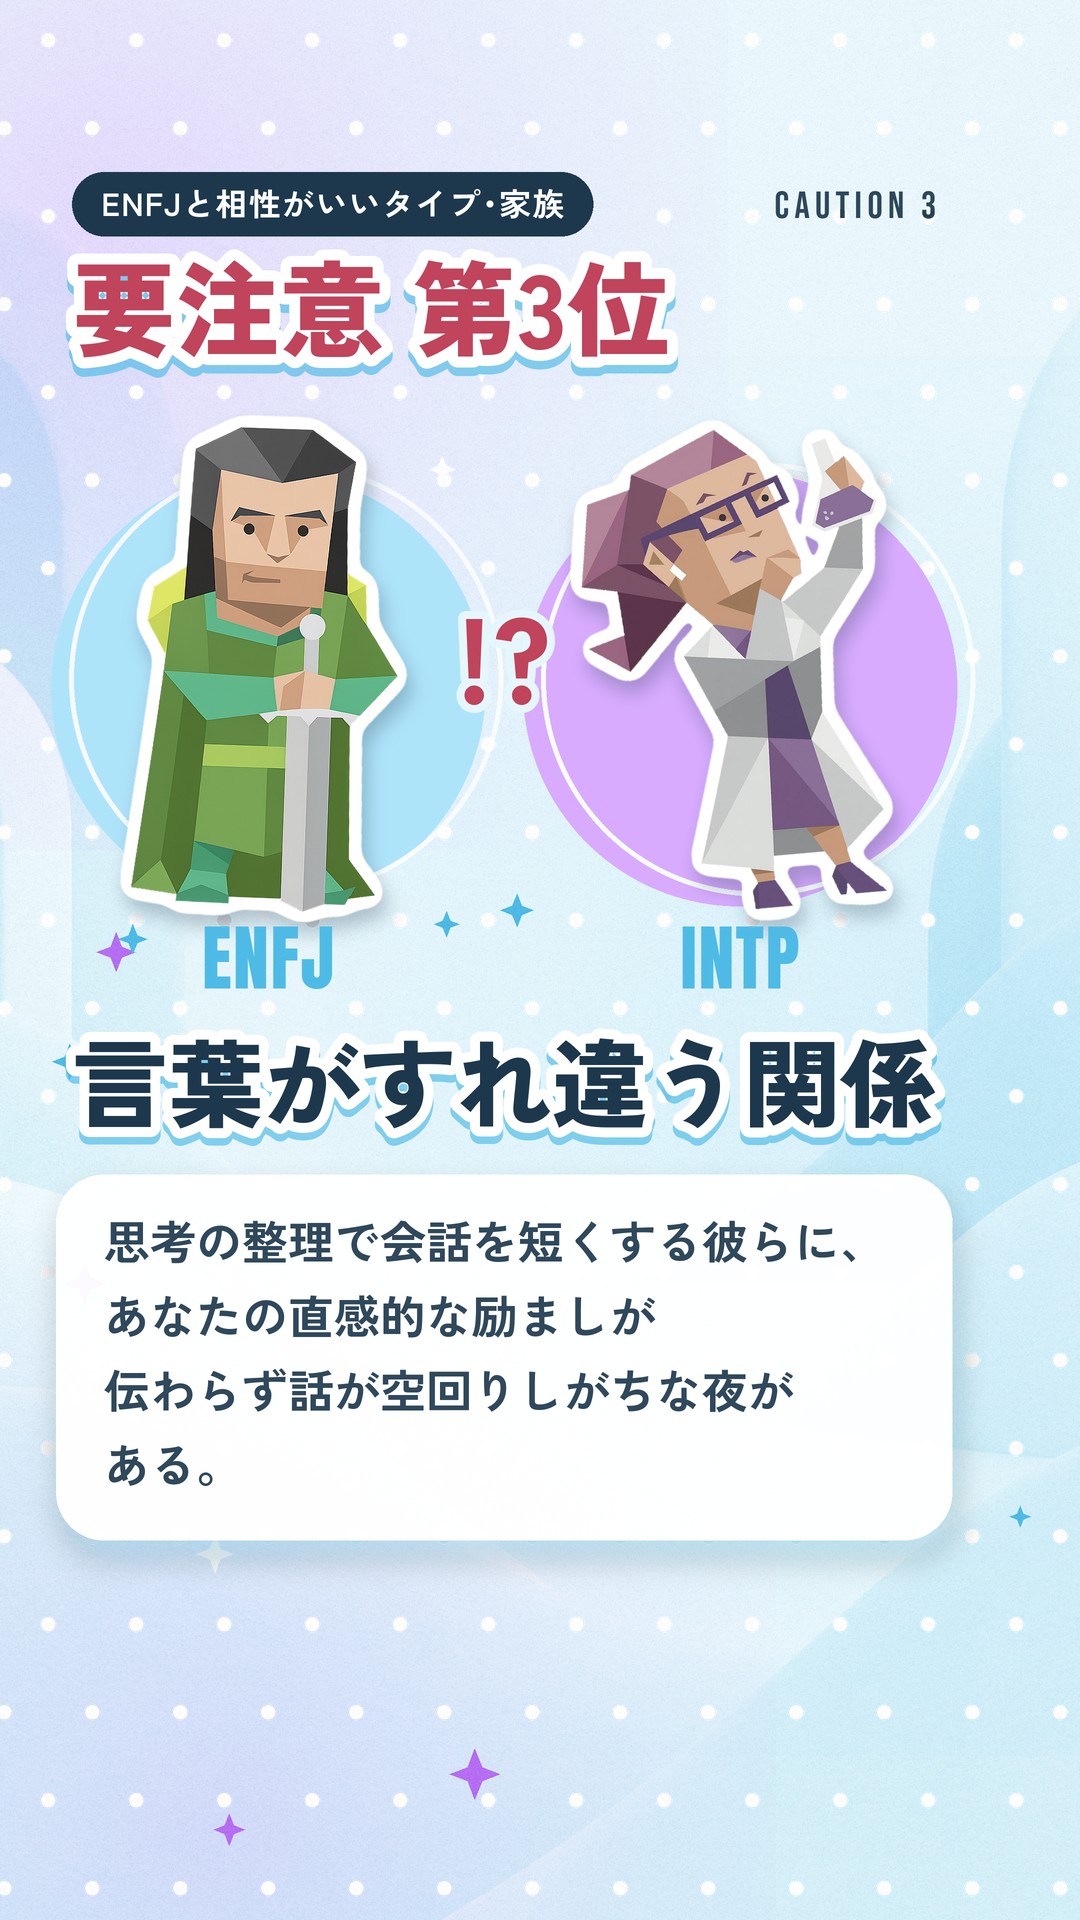 ENFJと相性がいいタイプ・家族
CAUTION 3
要注意 第3位
!?
ENFJ
INTP
言葉がすれ違う関係
思考の整理で会話を短くする彼らに、
あなたの直感的な励ましが
伝わらず話が空回りしがちな夜が
ある。